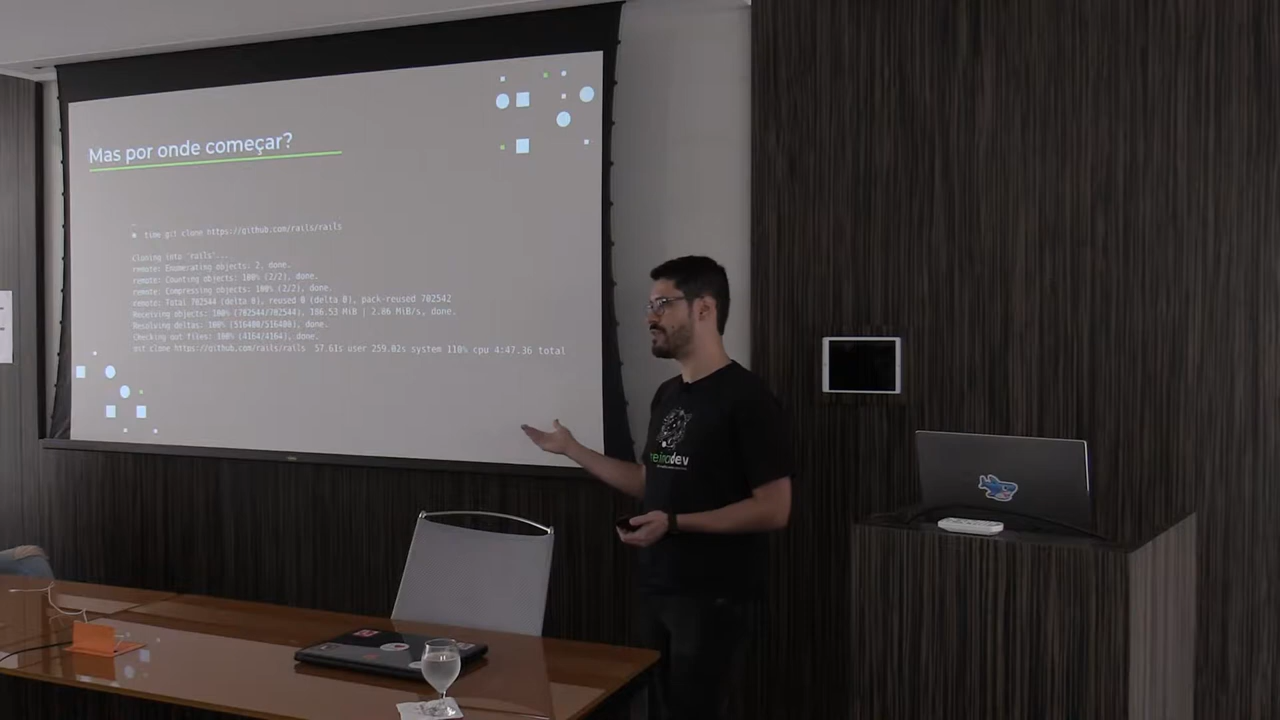 Mas por onde começar?
time git clone https://github.com/rails/rails
Cloning into 'rails'...
remote: Enumerating objects: 2, done.
remote: Counting objects: 100% (2/2), done.
remote: Compressing objects: 100% (2/2), done.
remote: Total 702544 (delta 0), reused 0 (delta 0), pack-reused 702542
Receiving objects: 100% (702544/702544), 186.53 MiB | 2.86 MiB/s, done.
Resolving deltas: 100% (516480/516480), done.
Checking out files: 100% (4164/4164), done.
git clone https://github.com/rails/rails 57.61s user 259.02s system 110% cpu 4:47.36 total